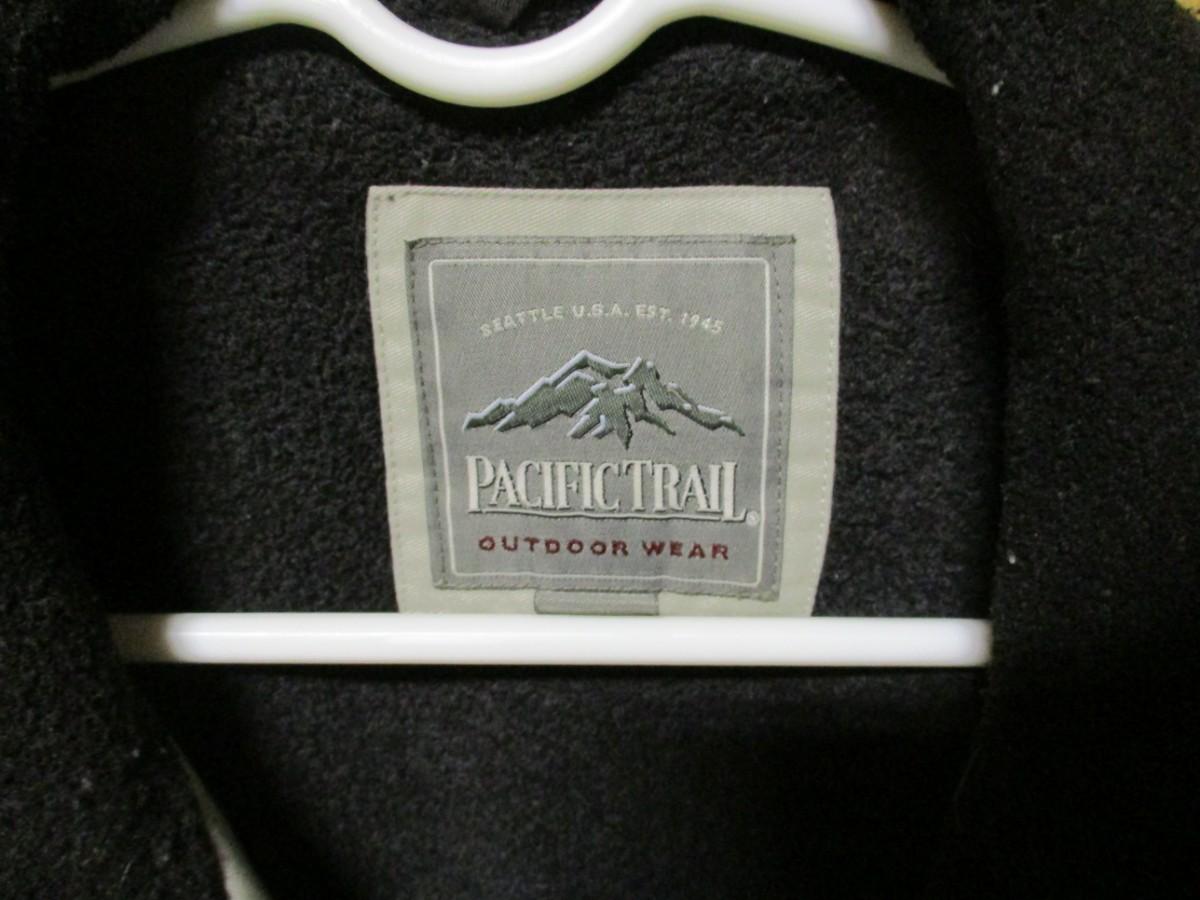 SEATTLE U.S.A. EST. 1945
PACIFIC TRAIL®
OUTDOOR WEAR